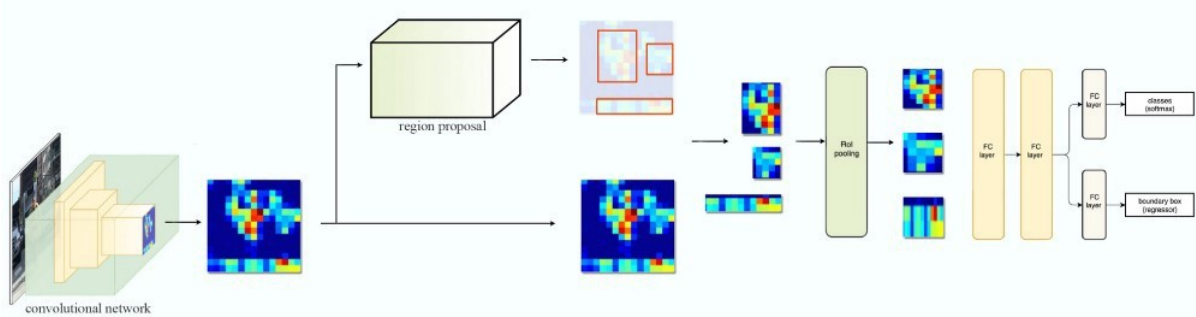 region proposal
convolutional network
RoI
pooling
FC
layer
FC
layer
FC
layer
classes
(softmax)
FC
layer
boundary box
(regressor)